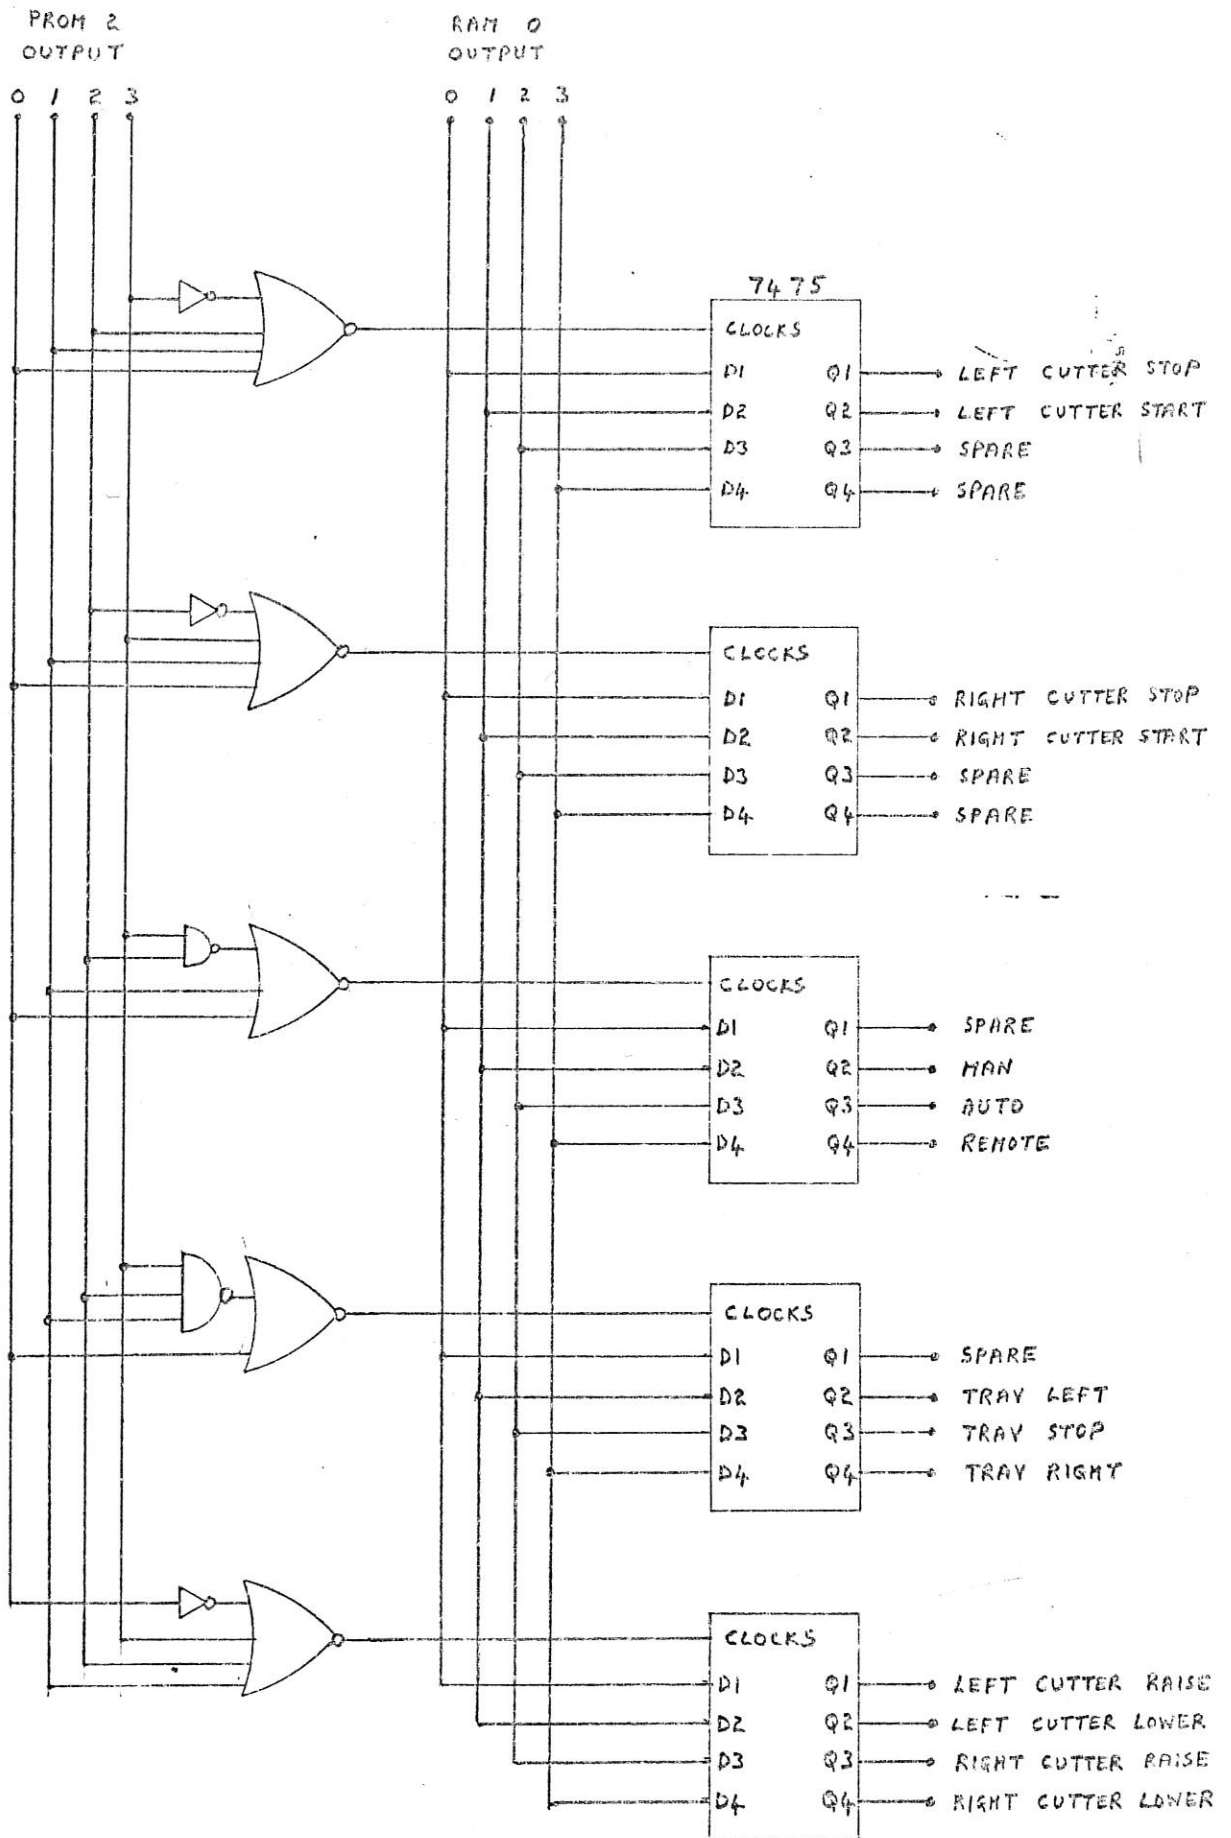 PROM 2
OUTPUT
0 1 2 3
RAM 0
OUTPUT
0 1 2 3
7475
CLOCKS
D1 Q1 LEFT CUTTER STOP
D2 Q2 LEFT CUTTER START
D3 Q3 SPARE
D4 Q4 SPARE
CLOCKS
D1 Q1 RIGHT CUTTER STOP
D2 Q2 RIGHT CUTTER START
D3 Q3 SPARE
D4 Q4 SPARE
CLOCKS
D1 Q1 SPARE
D2 Q2 MAN
D3 Q3 AUTO
D4 Q4 REMOTE
CLOCKS
D1 Q1 SPARE
D2 Q2 TRAV LEFT
D3 Q3 TRAV STOP
D4 Q4 TRAV RIGHT
CLOCKS
D1 Q1 LEFT CUTTER RAISE
D2 Q2 LEFT CUTTER LOWER
D3 Q3 RIGHT CUTTER RAISE
D4 Q4 RIGHT CUTTER LOWER